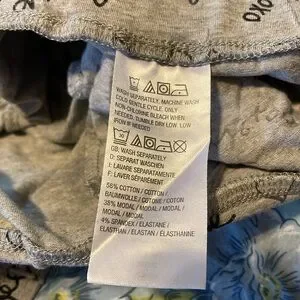 XOXO
WASH SEPARATELY. MACHINE WASH
COLD GENTLE CYCLE. ONLY
NON-CHLORINE BLEACH WHEN
NEEDED. TUMBLE DRY LOW. LOW
IRON IF NEEDED
GB: WASH SEPARATELY
D: SEPARAT WASCHEN
I: LAVARE SEPARATAMENTE
F: LAVER SÉPARÉMENT
58% COTTON / COTTON /
BAUMWOLLE / COTONE / COTON
38% MODAL / MODAL / MODAL /
MODAL / MODAL
4% SPANDEX / ELASTANE /
ELASTHAN / ELASTAN / ELASTHANNE